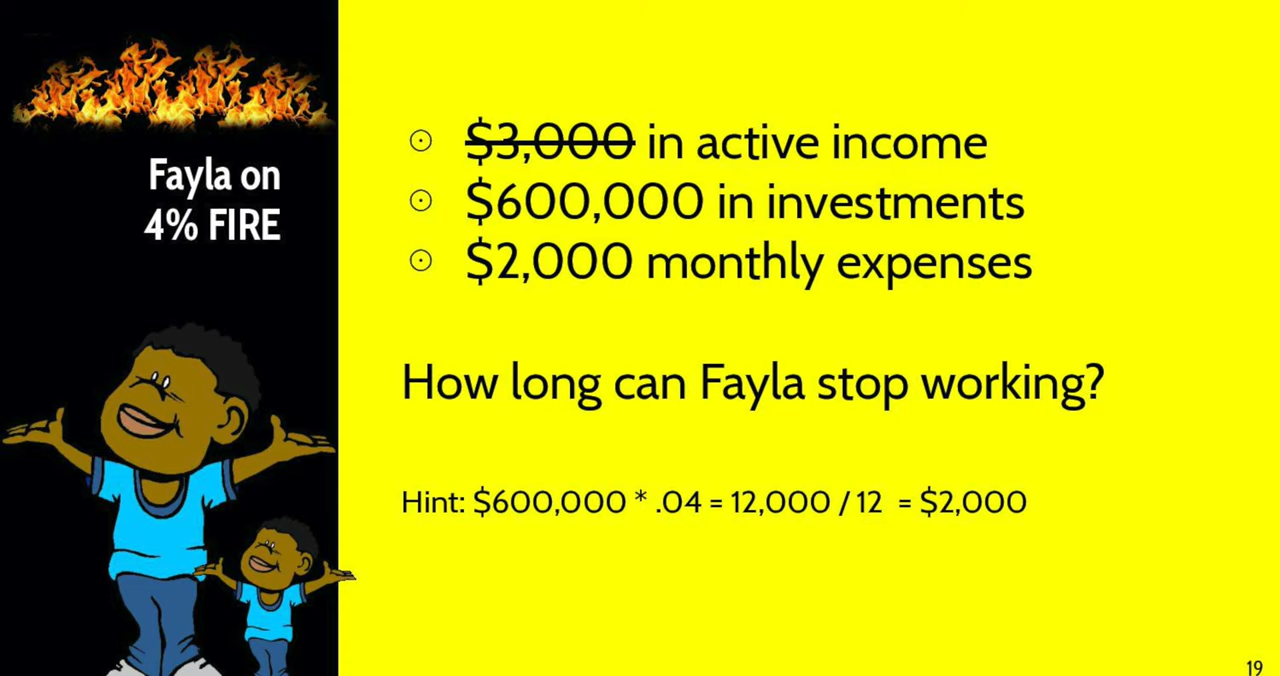 Fayla on
4% FIRE
$3,000 in active income
$600,000 in investments
$2,000 monthly expenses
How long can Fayla stop working?
Hint: $600,000 * .04 = 12,000 / 12 = $2,000
19